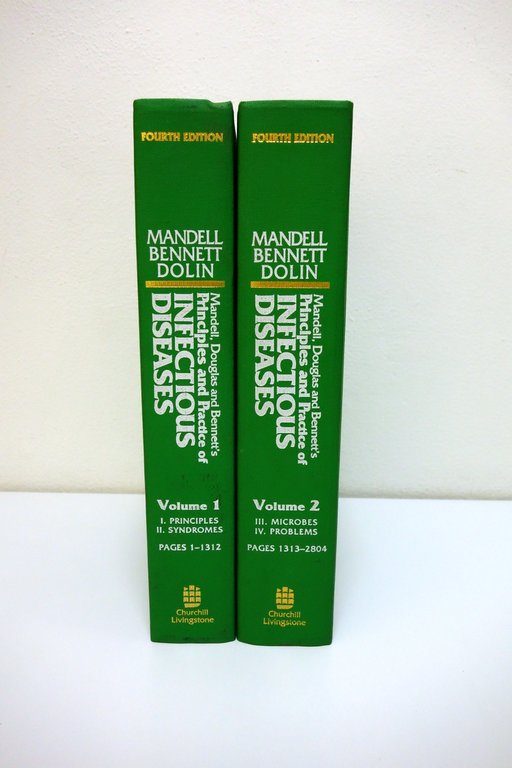 FOURTH EDITION
MANDELL
BENNETT
DOLIN
Mandell, Douglas and Bennett's
Principles and Practice of
INFECTIOUS
DISEASES
Volume 1
I. PRINCIPLES
II. SYNDROMES
PAGES 1–1312
Churchill
Livingstone
FOURTH EDITION
MANDELL
BENNETT
DOLIN
Mandell, Douglas and Bennett's
Principles and Practice of
INFECTIOUS
DISEASES
Volume 2
III. MICROBES
IV. PROBLEMS
PAGES 1313–2804
Churchill
Livingstone